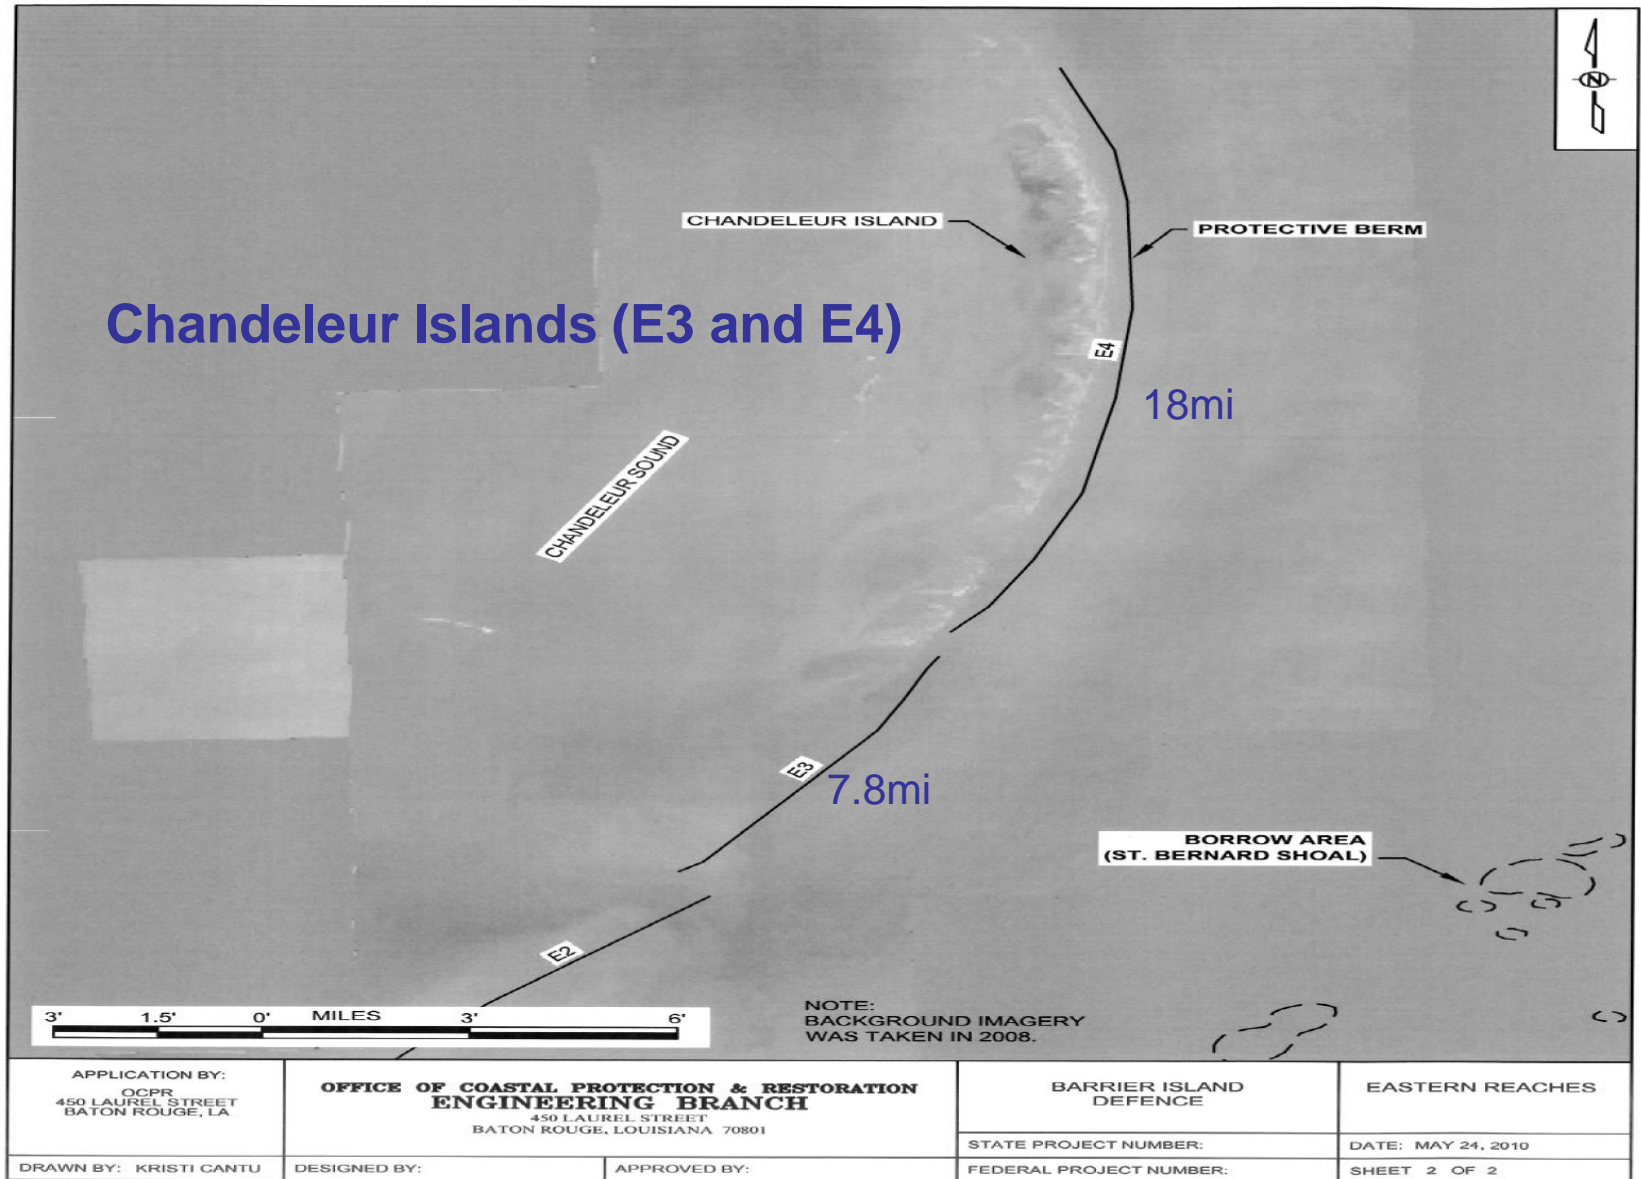 N
CHANDELEUR ISLAND
PROTECTIVE BERM
Chandeleur Islands (E3 and E4)
E4
18mi
CHANDELEUR SOUND
E3
7.8mi
BORROW AREA
(ST. BERNARD SHOAL)
E2
3' 1.5' 0' MILES 3' 6'
NOTE:
BACKGROUND IMAGERY
WAS TAKEN IN 2008.
APPLICATION BY:
OCPR
450 LAUREL STREET
BATON ROUGE, LA
OFFICE OF COASTAL PROTECTION & RESTORATION
ENGINEERING BRANCH
450 LAUREL STREET
BATON ROUGE, LOUISIANA 70801
BARRIER ISLAND
DEFENCE
EASTERN REACHES
STATE PROJECT NUMBER:
DATE: MAY 24, 2010
DRAWN BY: KRISTI CANTU
DESIGNED BY:
APPROVED BY:
FEDERAL PROJECT NUMBER:
SHEET 2 OF 2